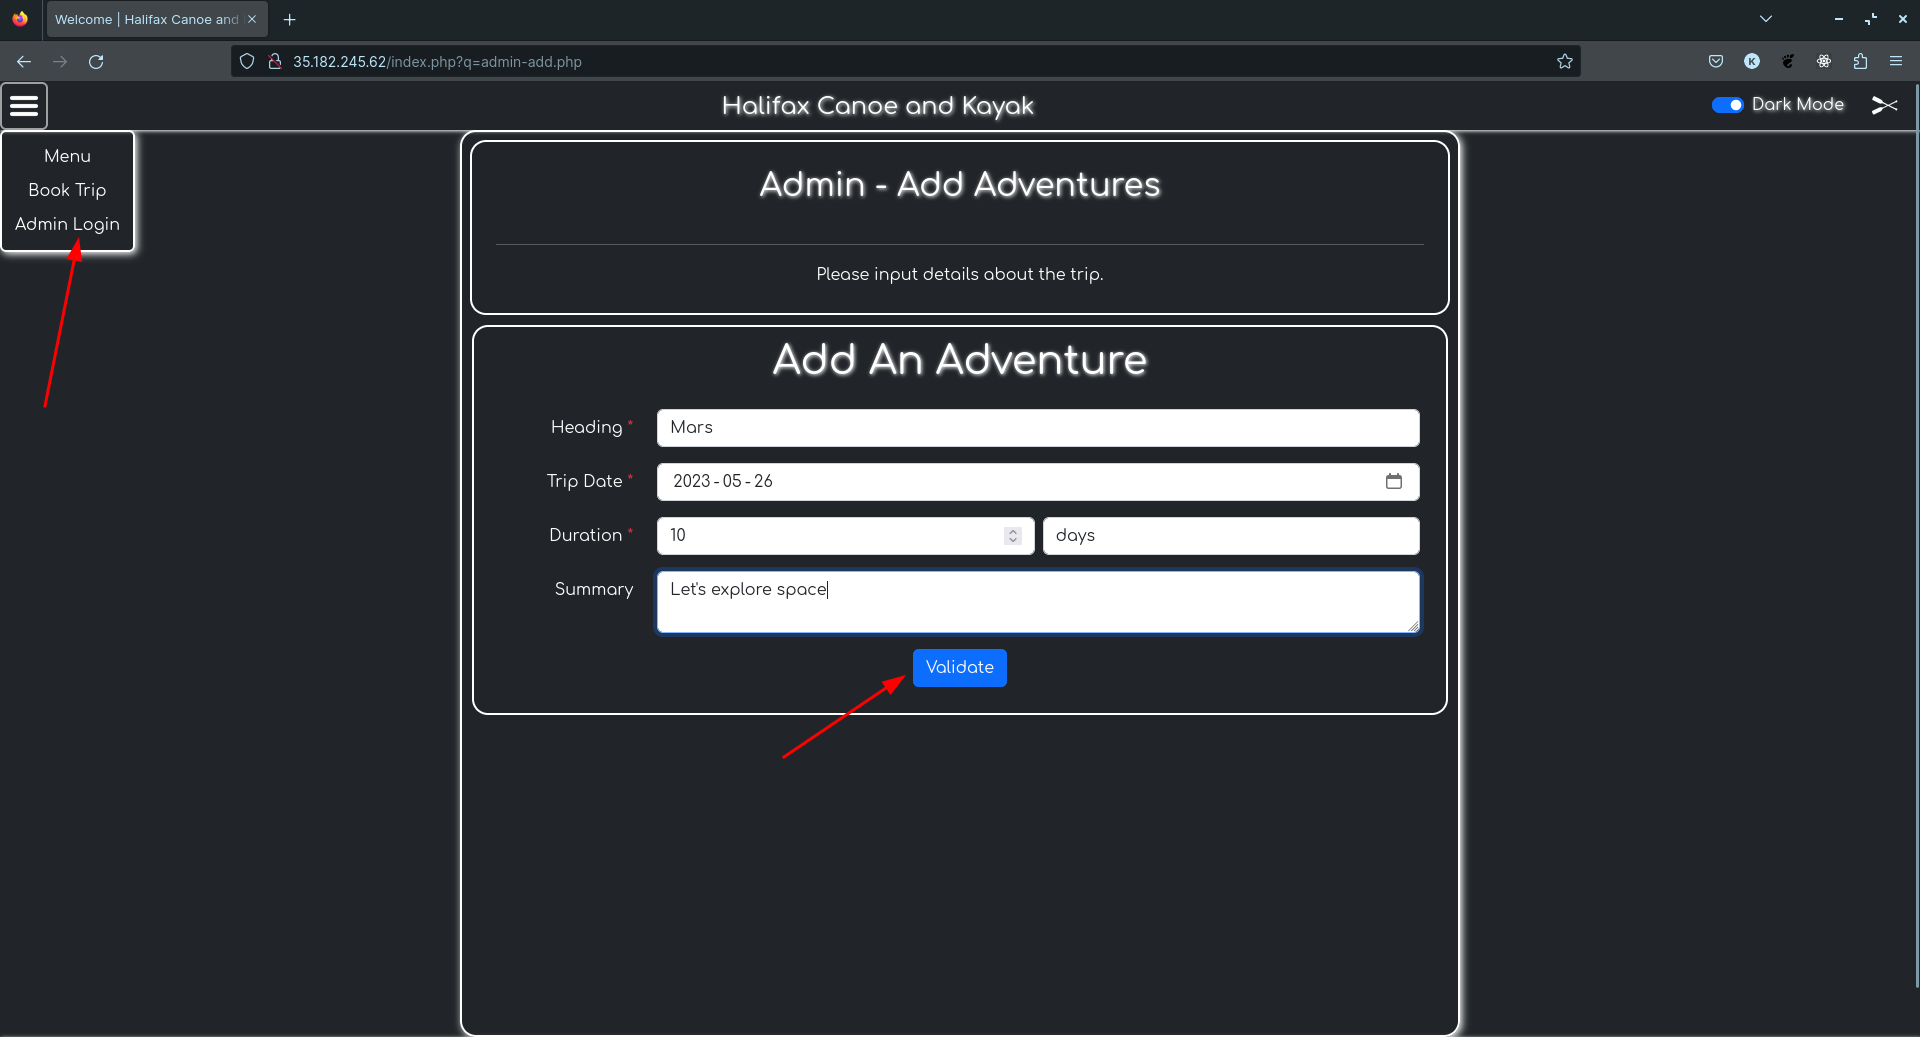 Welcome | Halifax Canoe and
35.182.245.62/index.php?q=admin-add.php
K
Halifax Canoe and Kayak
Dark Mode
Menu
Book Trip
Admin Login
Admin - Add Adventures
Please input details about the trip.
Add An Adventure
Heading *
Mars
Trip Date *
2023-05-26
Duration *
10
days
Summary
Let's explore space
Validate